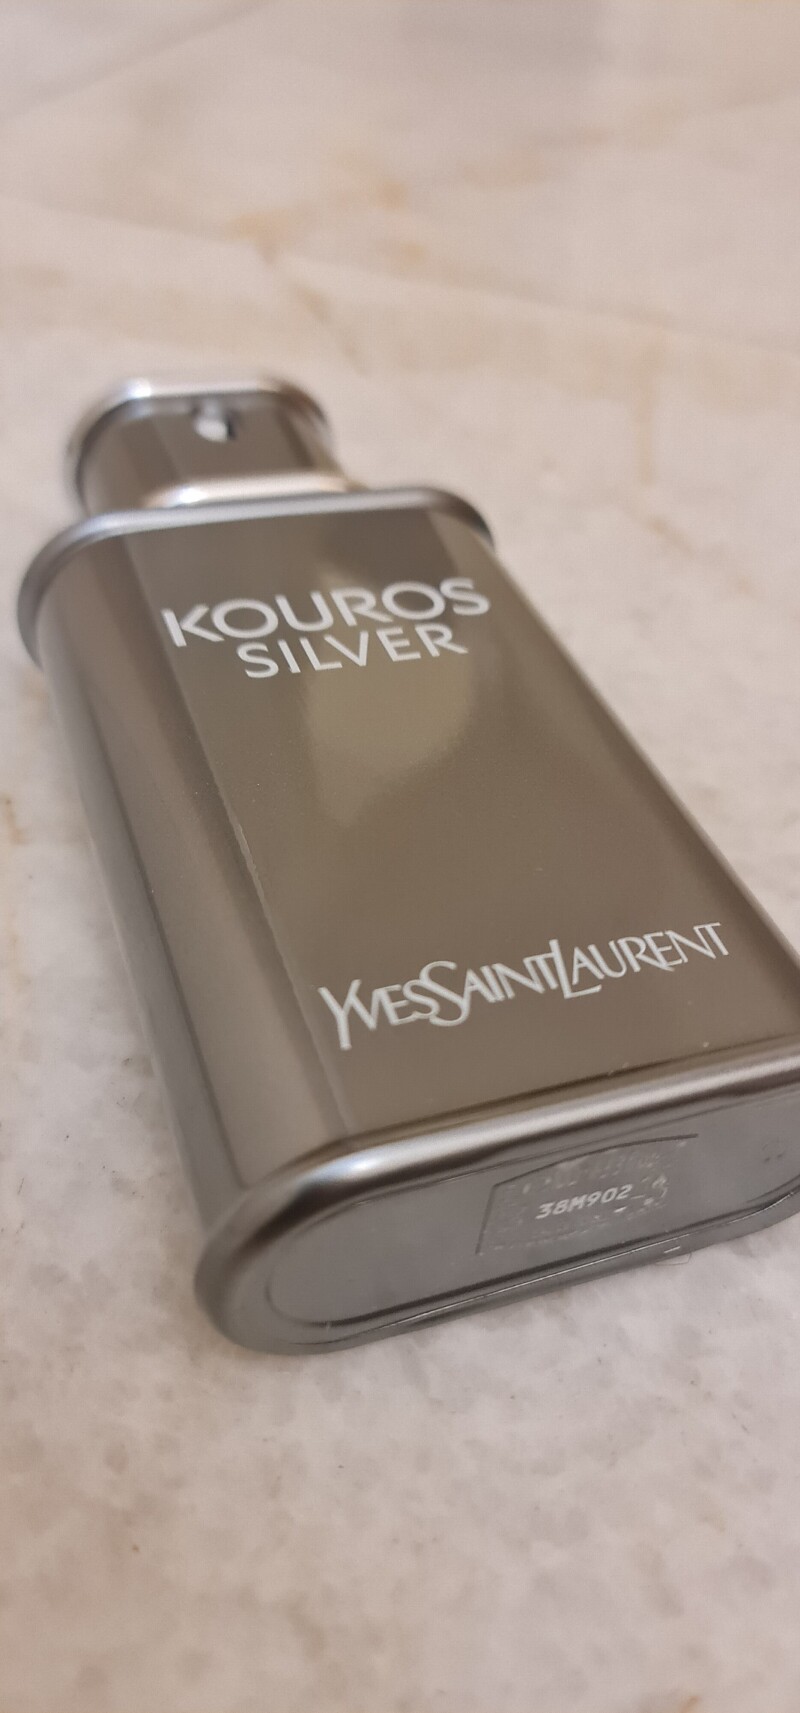 KOUROS
SILVER
YVESSAINTLAURENT
38M902